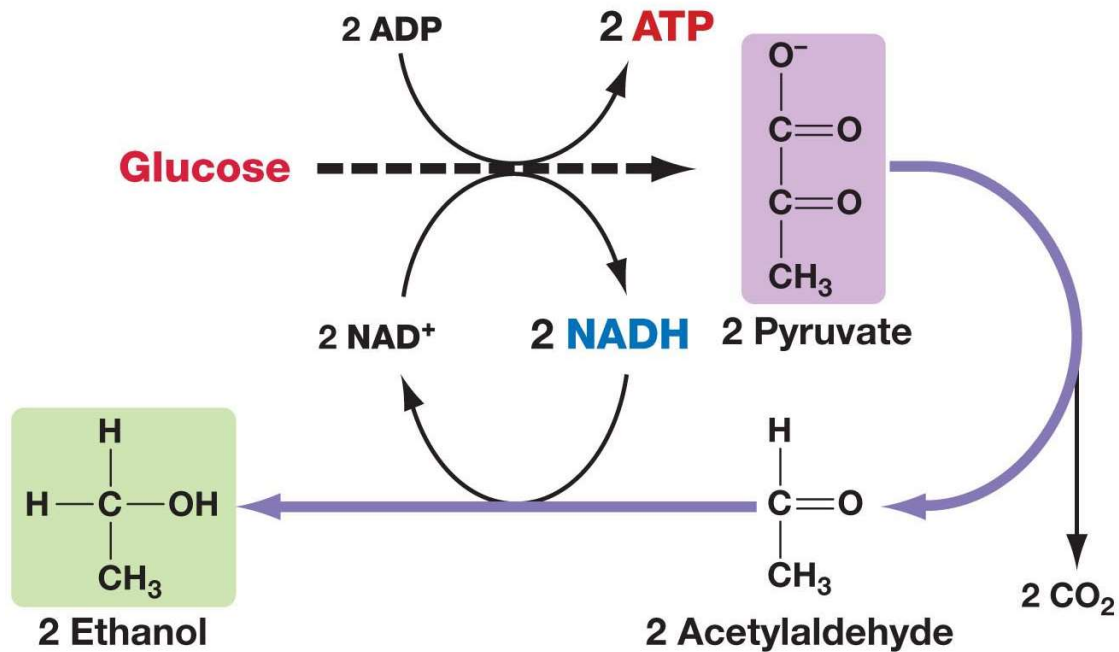 2 ADP
2 ATP
Glucose
O⁻
C=O
C=O
CH₃
2 Pyruvate
2 NAD⁺
2 NADH
H
H—C—OH
CH₃
2 Ethanol
H
C=O
CH₃
2 Acetylaldehyde
2 CO₂